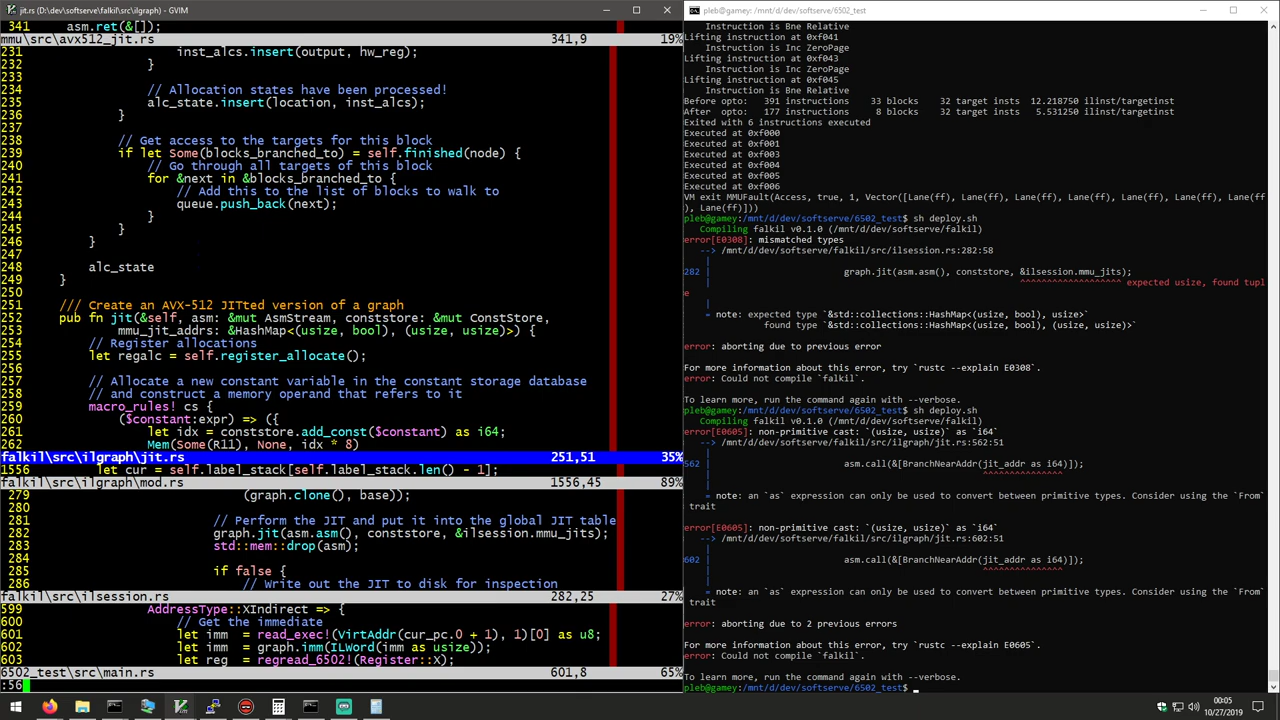 jit.rs (D:\dev\softserve\falkil\src\ilgraph) - GVIM
341     asm.ret(&[]);
mmu\src\avx512_jit.rs 341,9 19%
231 inst_alcs.insert(output, hw_reg);
232 }
233
234 // Allocation states have been processed!
235 alc_state.insert(location, inst_alcs);
236 }
237
238 // Get access to the targets for this block
239 if let Some(blocks_branched_to) = self.finished(node) {
240 // Go through all targets of this block
241 for &next in &blocks_branched_to {
242 // Add this to the list of blocks to walk to
243 queue.push_back(next);
244 }
245 }
246 }
247
248 alc_state
249 }
250
251 /// Create an AVX-512 JITted version of a graph
252 pub fn jit(&self, asm: &mut AsmStream, conststore: &mut ConstStore,
253 mmu_jit_addrs: &HashMap<(usize, bool), (usize, usize)>) {
254 // Register allocations
255 let regalc = self.register_allocate();
256
257 // Allocate a new constant variable in the constant storage database
258 // and construct a memory operand that refers to it
259 macro_rules! cs {
260 ($constant:expr) => ({
261 let idx = conststore.add_const($constant) as i64;
262 Mem(Some(R11), None, idx * 8)
falkil\src\ilgraph\jit.rs 251,51 35%
1556 let cur = self.label_stack[self.label_stack.len() - 1];
falkil\src\ilgraph\mod.rs 1556,45 89%
279 (graph.clone(), base));
280
281 // Perform the JIT and put it into the global JIT table
282 graph.jit(asm.asm(), conststore, &ilsession.mmu_jits);
283 std::mem::drop(asm);
284
285 if false {
286 // Write out the JIT to disk for inspection
falkil\src\ilsession.rs 282,25 27%
599 AddressType::XIndirect => {
600 // Get the immediate
601 let imm = read_exec!(VirtAddr(cur_pc.0 + 1), 1)[0] as u8;
602 let imm = graph.imm(ILWord(imm as usize));
603 let reg = regread_6502!(Register::X);
6502_test\src\main.rs 601,8 65%
:56
pleb@gamey: /mnt/d/dev/softserve/6502_test
Instruction is Bne Relative
Lifting instruction at 0xf041
Instruction is Inc ZeroPage
Lifting instruction at 0xf043
Instruction is Inc ZeroPage
Lifting instruction at 0xf045
Instruction is Bne Relative
Before opto: 391 instructions 33 blocks 32 target insts 12.218750 ilinst/targetinst
After opto: 177 instructions 8 blocks 32 target insts 5.531250 ilinst/targetinst
Exited with 6 instructions executed
Executed at 0xf000
Executed at 0xf001
Executed at 0xf003
Executed at 0xf004
Executed at 0xf005
Executed at 0xf006
VM exit MMUFault(Access, true, 1, Vector([Lane(ff), Lane(ff), Lane(ff), Lane(ff), Lane(ff), Lane(ff), Lane(ff
), Lane(ff)]))
pleb@gamey:/mnt/d/dev/softserve/6502_test$ sh deploy.sh
Compiling falkil v0.1.0 (/mnt/d/dev/softserve/falkil)
error[E0308]: mismatched types
--> /mnt/d/dev/softserve/falkil/src/ilsession.rs:282:58
|
282 | graph.jit(asm.asm(), conststore, &ilsession.mmu_jits);
| ^^^^^^^^^^^^^^^^^^^ expected usize, found tupl
e
|
= note: expected type `&std::collections::HashMap<(usize, bool), usize>`
found type `&std::collections::HashMap<(usize, bool), (usize, usize)>`
error: aborting due to previous error
For more information about this error, try `rustc --explain E0308`.
error: Could not compile `falkil`.
To learn more, run the command again with --verbose.
pleb@gamey:/mnt/d/dev/softserve/6502_test$ sh deploy.sh
Compiling falkil v0.1.0 (/mnt/d/dev/softserve/falkil)
error[E0605]: non-primitive cast: `(usize, usize)` as `i64`
--> /mnt/d/dev/softserve/falkil/src/ilgraph/jit.rs:562:51
|
562 | asm.call(&[BranchNearAddr(jit_addr as i64)]);
| ^^^^^^^^^^^^^^^
|
= note: an `as` expression can only be used to convert between primitive types. Consider using the `From`
trait
error[E0605]: non-primitive cast: `(usize, usize)` as `i64`
--> /mnt/d/dev/softserve/falkil/src/ilgraph/jit.rs:602:51
|
602 | asm.call(&[BranchNearAddr(jit_addr as i64)]);
| ^^^^^^^^^^^^^^^
|
= note: an `as` expression can only be used to convert between primitive types. Consider using the `From`
trait
error: aborting due to 2 previous errors
For more information about this error, try `rustc --explain E0605`.
error: Could not compile `falkil`.
To learn more, run the command again with --verbose.
pleb@gamey:/mnt/d/dev/softserve/6502_test$
00:05
10/27/2019